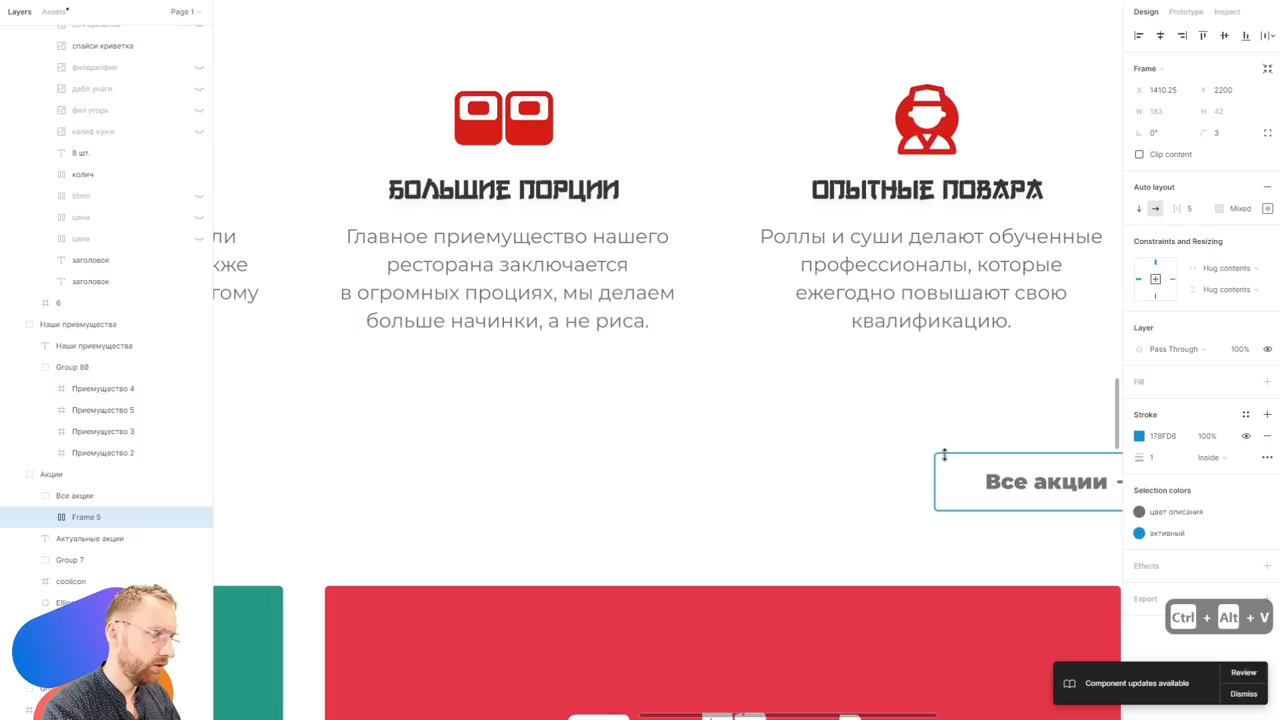 Layers
Assets
Page 1
спайси криветка
филаделфия
дабл унаги
фил угорь
калиф кунж
8 шт.
колич
btmn
цена
цена
заголовок
заголовок
6
Наши приемущества
Наши приемущества
Group 80
Приемущество 4
Приемущество 5
Приемущество 3
Приемущество 2
Акции
Все акции
Frame 5
Актуальные акции
Group 7
coolicon
ли
кже
гому
БОЛЬШИЕ ПОРЦИИ
Главное приемущество нашего
ресторана заключается
в огромных проциях, мы делаем
больше начинки, а не риса.
ОПЫТНЫЕ ПОВАРА
Роллы и суши делают обученные
профессионалы, которые
ежегодно повышают свою
квалификацию.
Все акции
Design
Prototype
Inspect
Frame
X 1410.25 Y 2200
W 183 H 42
0° 3
Clip content
Auto layout
5 Mixed
Constraints and Resizing
Hug contents
Hug contents
Layer
Pass Through 100%
Fill
Stroke
178FD6 100%
1 Inside
Selection colors
цвет описания
активный
Effects
Export
Ctrl + Alt + V
Component updates available
Review
Dismiss